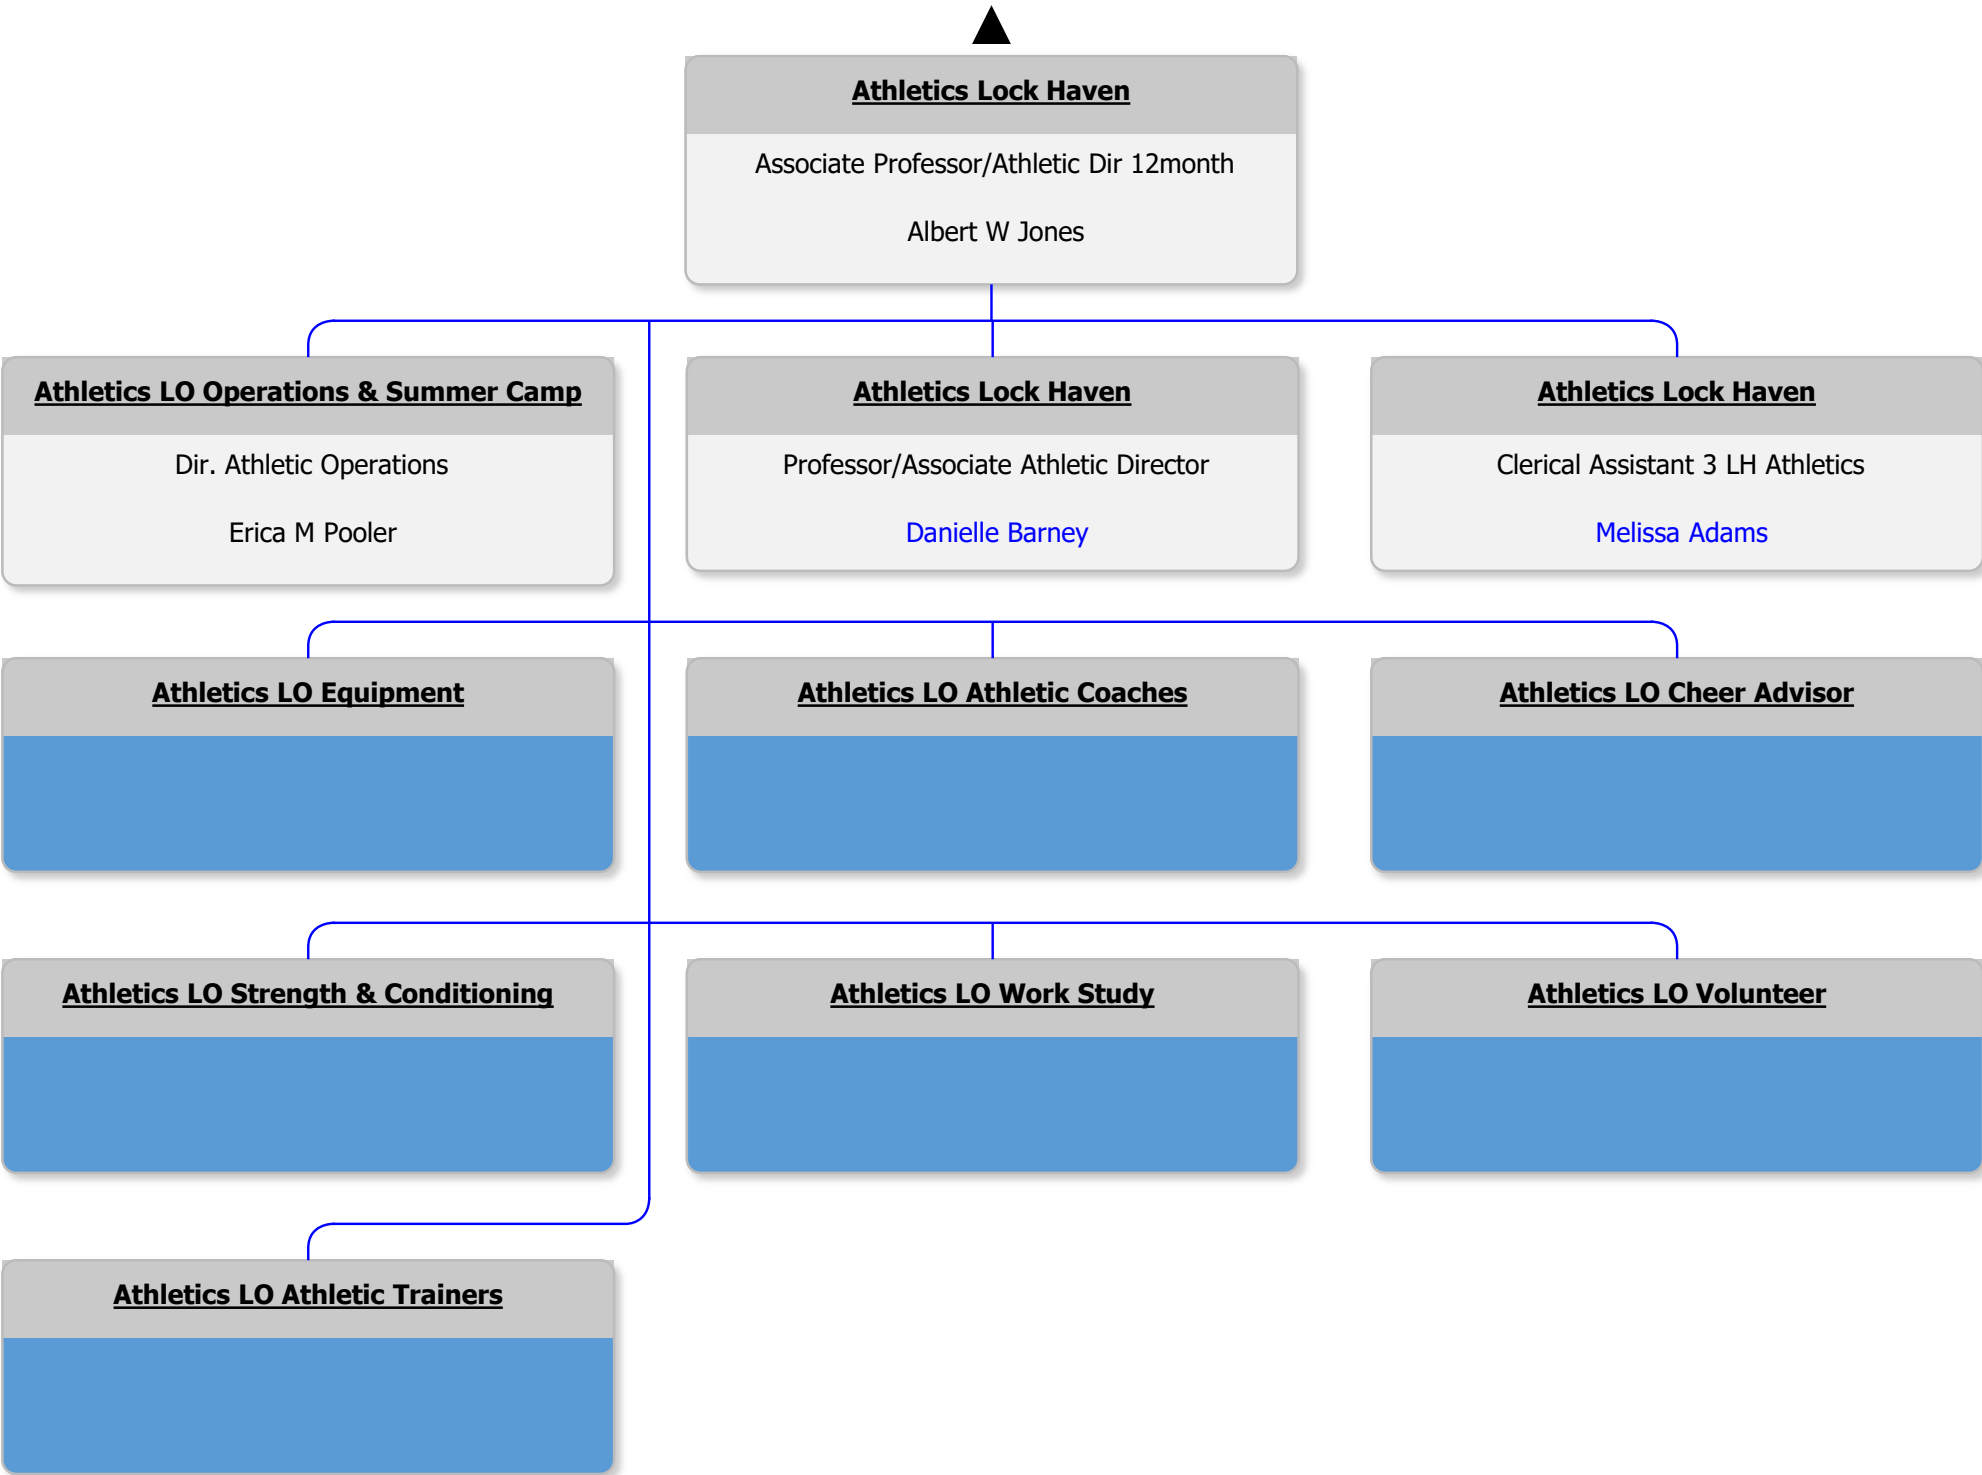 Athletics Lock Haven
Associate Professor/Athletic Dir 12month
Albert W Jones
Athletics LO Operations & Summer Camp
Dir. Athletic Operations
Erica M Pooler
Athletics Lock Haven
Professor/Associate Athletic Director
Danielle Barney
Athletics Lock Haven
Clerical Assistant 3 LH Athletics
Melissa Adams
Athletics LO Equipment
Athletics LO Athletic Coaches
Athletics LO Cheer Advisor
Athletics LO Strength & Conditioning
Athletics LO Work Study
Athletics LO Volunteer
Athletics LO Athletic Trainers